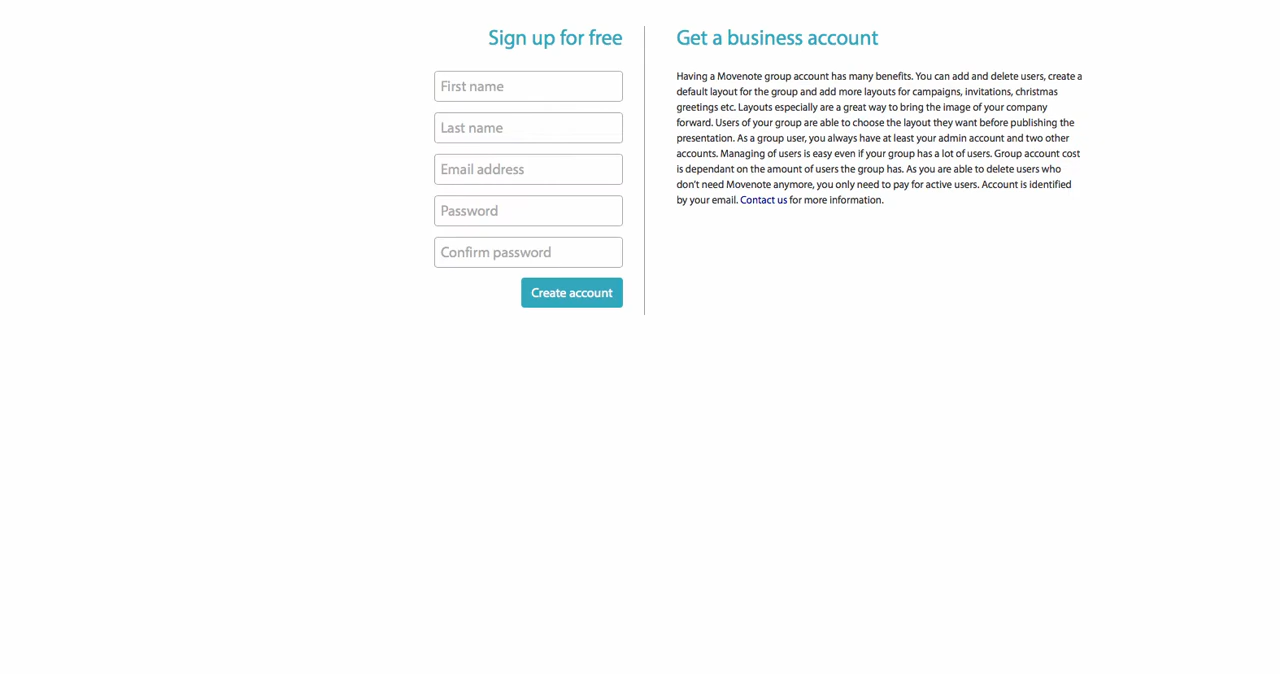 Sign up for free
First name
Last name
Email address
Password
Confirm password
Create account
Get a business account
Having a Movenote group account has many benefits. You can add and delete users, create a
default layout for the group and add more layouts for campaigns, invitations, christmas
greetings etc. Layouts especially are a great way to bring the image of your company
forward. Users of your group are able to choose the layout they want before publishing the
presentation. As a group user, you always have at least your admin account and two other
accounts. Managing of users is easy even if your group has a lot of users. Group account cost
is dependant on the amount of users the group has. As you are able to delete users who
don't need Movenote anymore, you only need to pay for active users. Account is identified
by your email. Contact us for more information.